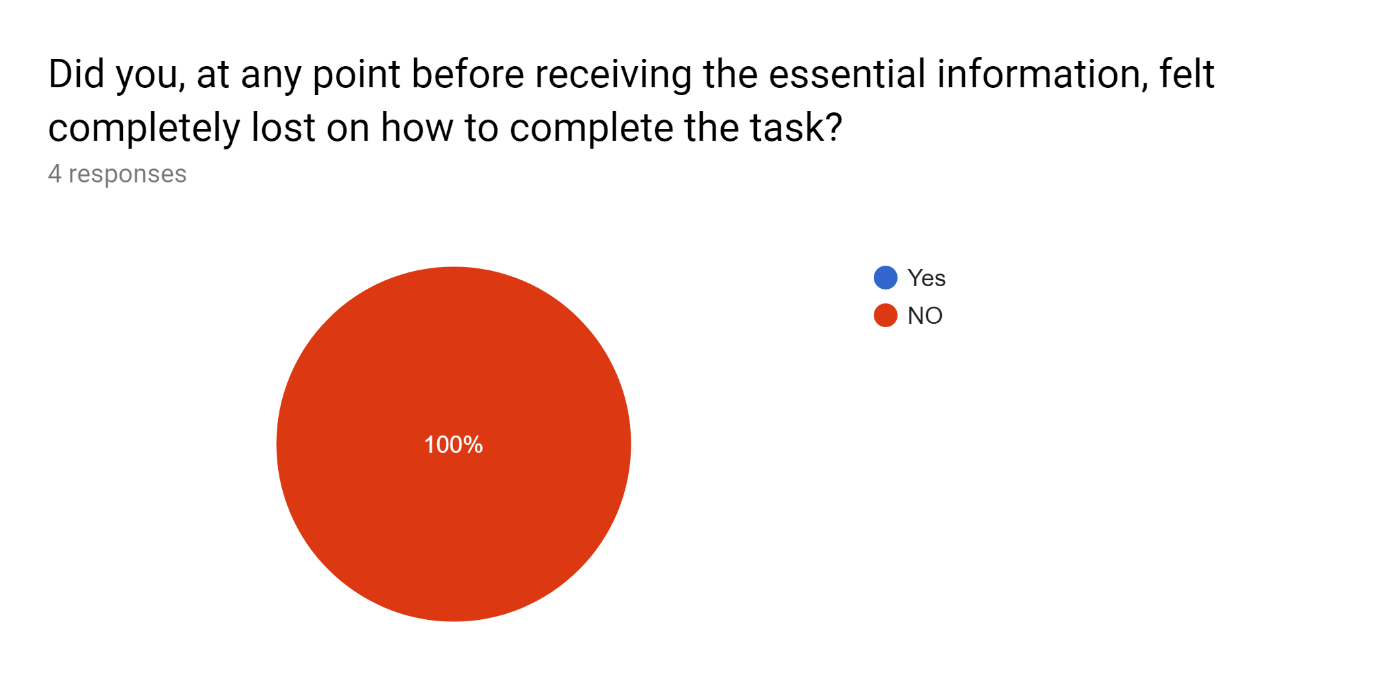 Did you, at any point before receiving the essential information, felt
completely lost on how to complete the task?
4 responses
Yes
NO
100%